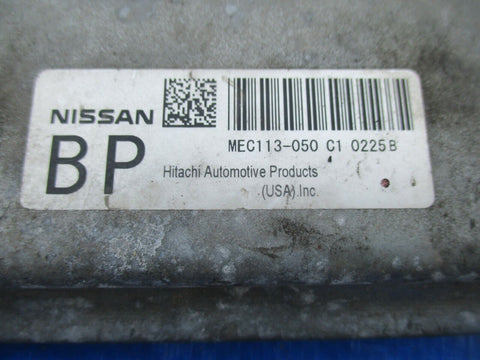 NISSAN
BP
MEC113-050 C1 0225B
Hitachi Automotive Products
(USA).Inc.